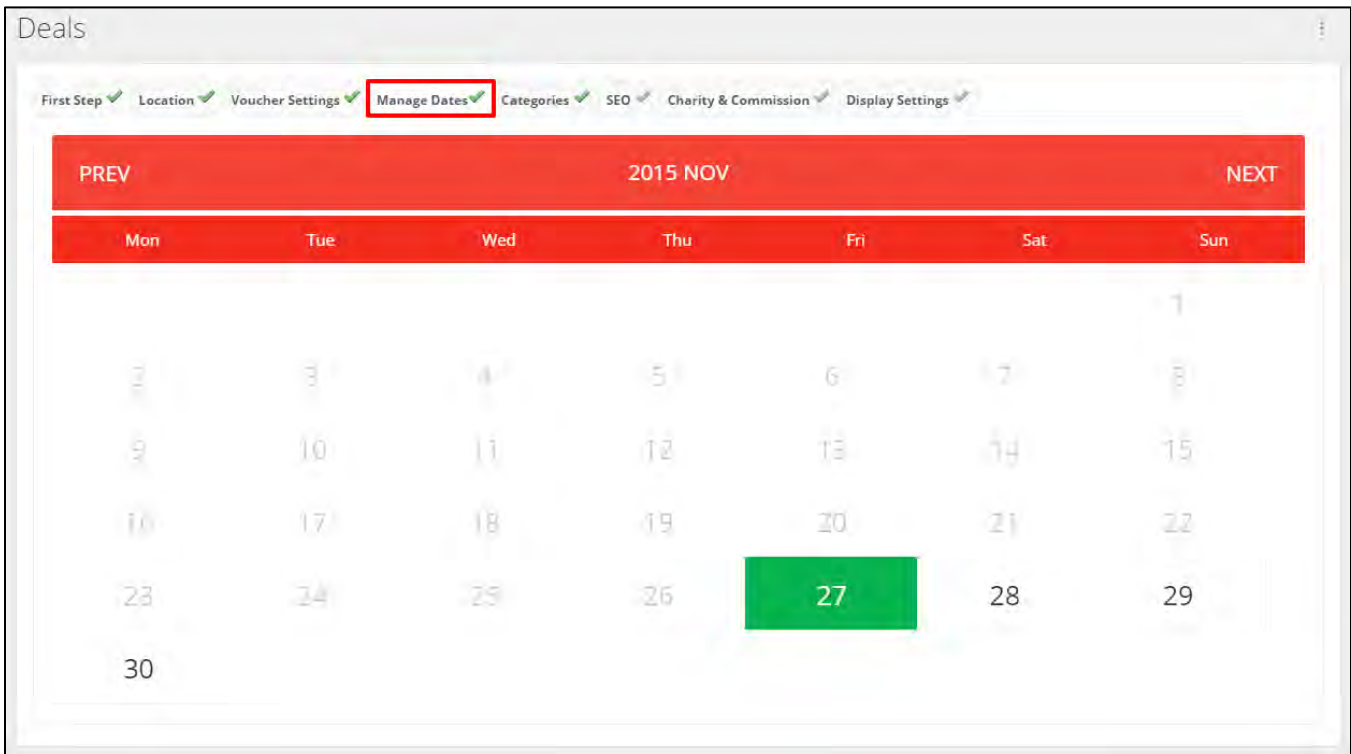 Deals
First Step Location Voucher Settings Manage Dates Categories SEO Charity & Commission Display Settings
PREV 2015 NOV NEXT
Mon Tue Wed Thu Fri Sat Sun
1
2 3 4 5 6 7 8
9 10 11 12 13 14 15
16 17 18 19 20 21 22
23 24 25 26 27 28 29
30